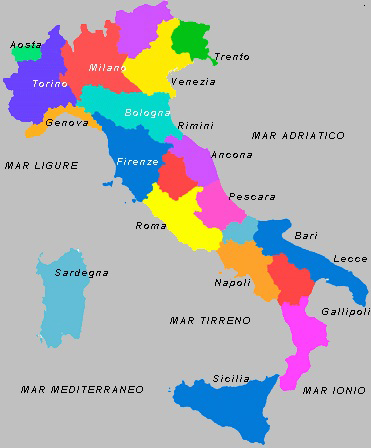 Aosta
Trento
Milano
Torino
Venezia
Bologna
Genova
Rimini
MAR ADRIATICO
Ancona
MAR LIGURE
Firenze
Pescara
Roma
Bari
Lecce
Sardegna
Napoli
Gallipoli
MAR TIRRENO
Sicilia
MAR MEDITERRANEO
MAR IONIO